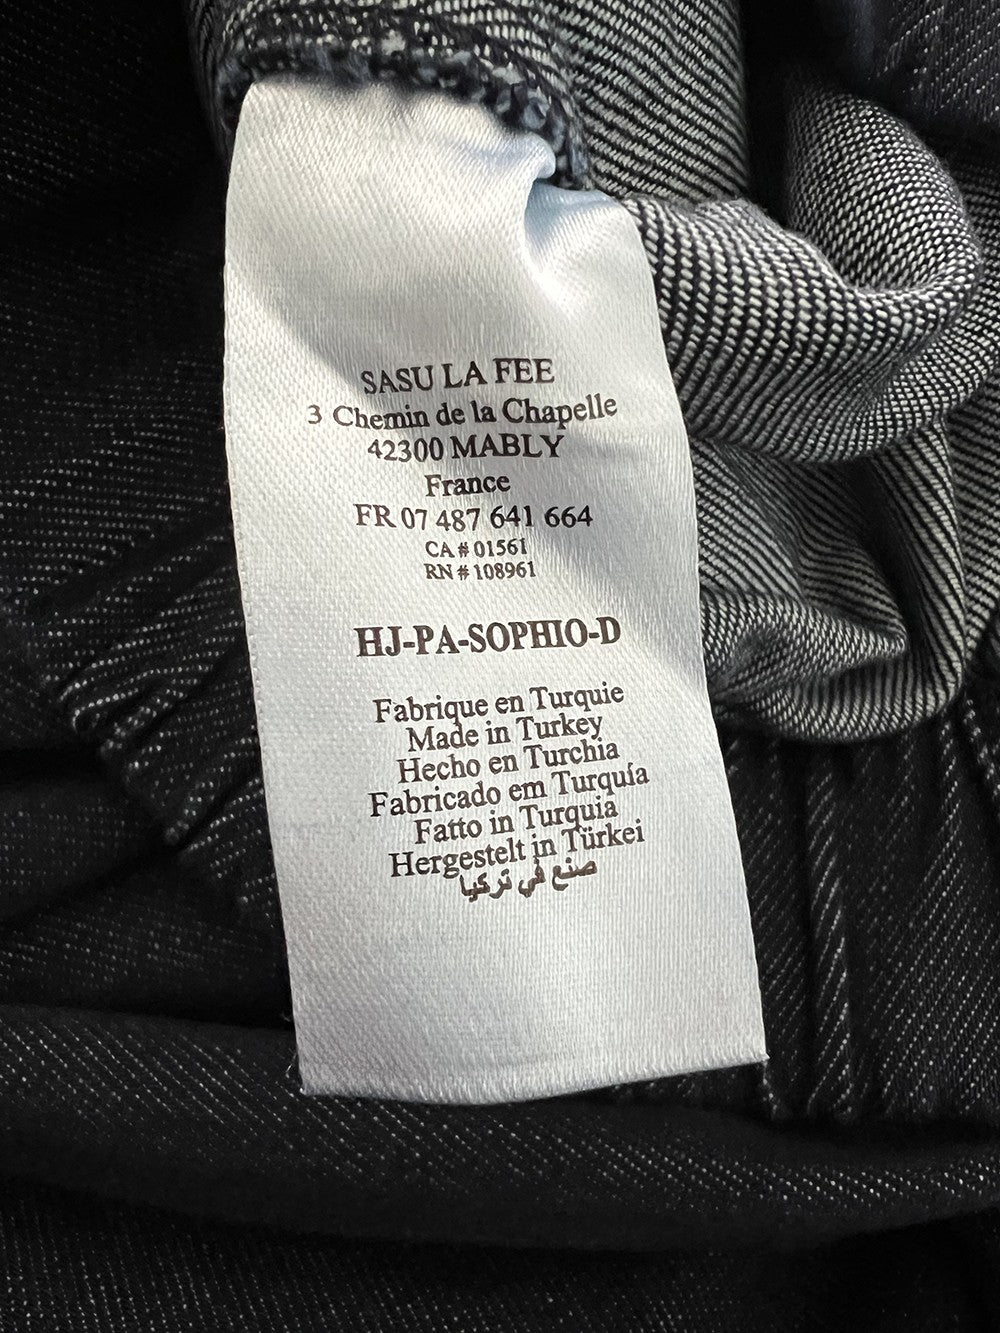 SASU LA FEE
3 Chemin de la Chapelle
42300 MABLY
France
FR 07 487 641 664
CA # 01561
RN # 108961
HJ-PA-SOPHIO-D
Fabrique en Turquie
Made in Turkey
Hecho en Turchia
Fabricado em Turquía
Fatto in Turquia
Hergestelt in Türkei
صنع في تركيا